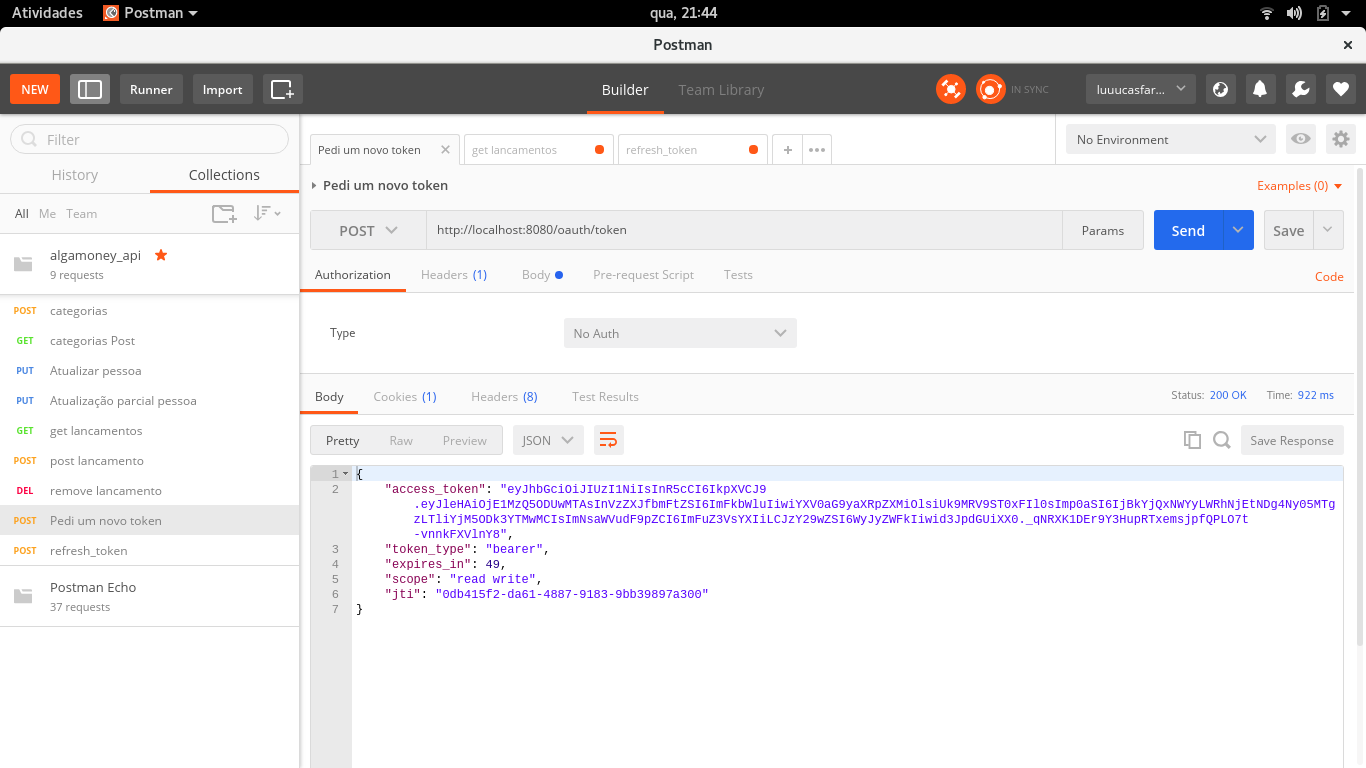 Atividades Postman qua, 21:44
Postman
NEW Runner Import Builder Team Library IN SYNC luuucasfar...
Filter
History Collections
All Me Team
algamoney_api
9 requests
POST categorias
GET categorias Post
PUT Atualizar pessoa
PUT Atualização parcial pessoa
GET get lancamentos
POST post lancamento
DEL remove lancamento
POST Pedi um novo token
POST refresh_token
Postman Echo
37 requests
Pedi um novo token get lancamentos refresh_token No Environment
Pedi um novo token Examples (0)
POST http://localhost:8080/oauth/token Params Send Save
Authorization Headers (1) Body Pre-request Script Tests Code
Type No Auth
Body Cookies (1) Headers (8) Test Results Status: 200 OK Time: 922 ms
Pretty Raw Preview JSON Save Response
1 {
2 "access_token": "eyJhbGciOiJIUzI1NiIsInR5cCI6IkpXVCJ9
.eyJleHAiOjE1MzQ5ODUwMTAsInVzZXJfbmFtZSI6ImFkbWluIiwiYXV0aG9yaXRpZXMiOlsiUk9MRV9ST0xFIl0sImp0aSI6IjBkYjQxNWYyLWRhNjEtNDg4Ny05MTg
zLTliYjM5ODk3YTMwMCIsImNsaWVudF9pZCI6ImFuZ3VsYXIiLCJzY29wZSI6WyJyZWFkIiwid3JpdGUiXX0._qNRXK1DEr9Y3HupRTxemsjpfQPLO7t
-vnnkFXVlnY8",
3 "token_type": "bearer",
4 "expires_in": 49,
5 "scope": "read write",
6 "jti": "0db415f2-da61-4887-9183-9bb39897a300"
7 }